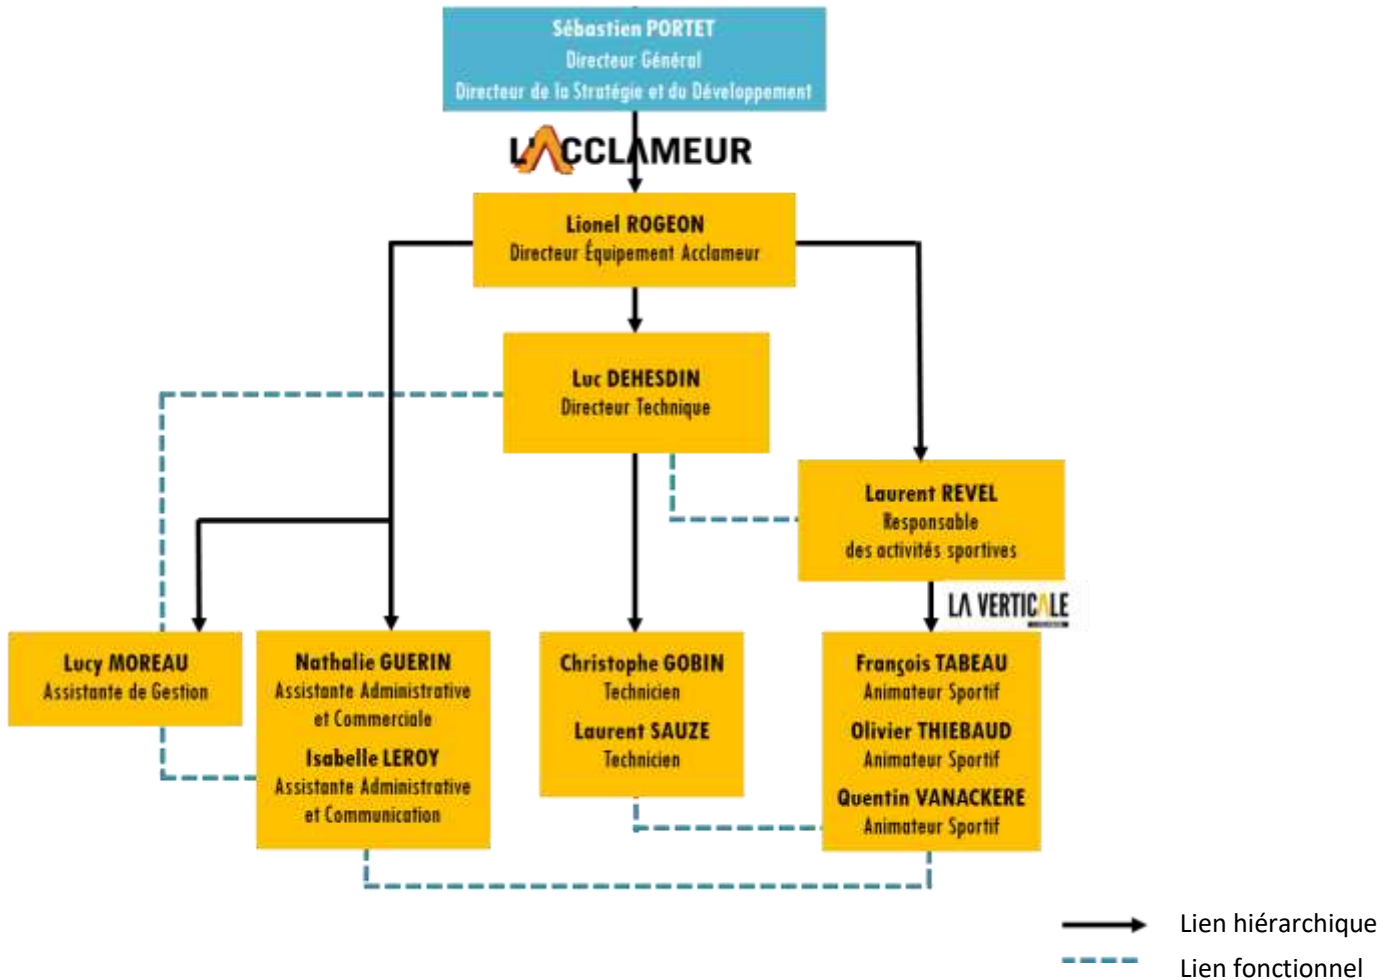 Sébastien PORTET
Directeur Général
Directeur de la Stratégie et du Développement
L'ACCLAMEUR
Lionel ROGEON
Directeur Équipement Acclameur
Luc DEHESDIN
Directeur Technique
Laurent REVEL
Responsable
des activités sportives
LA VERTICALE
Lucy MOREAU
Assistante de Gestion
Nathalie GUERIN
Assistante Administrative
et Commerciale
Isabelle LEROY
Assistante Administrative
et Communication
Christophe GOBIN
Technicien
Laurent SAUZE
Technicien
François TABEAU
Animateur Sportif
Olivier THIEBAUD
Animateur Sportif
Quentin VANACKERE
Animateur Sportif
Lien hiérarchique
Lien fonctionnel